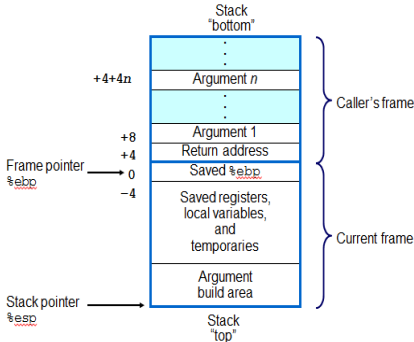 Stack
"bottom"
+4+4n
Argument n
Caller's frame
+8
Argument 1
+4
Return address
Frame pointer
%ebp
0
Saved %ebp
−4
Saved registers,
local variables,
and
temporaries
Current frame
Argument
build area
Stack pointer
%esp
Stack
"top"